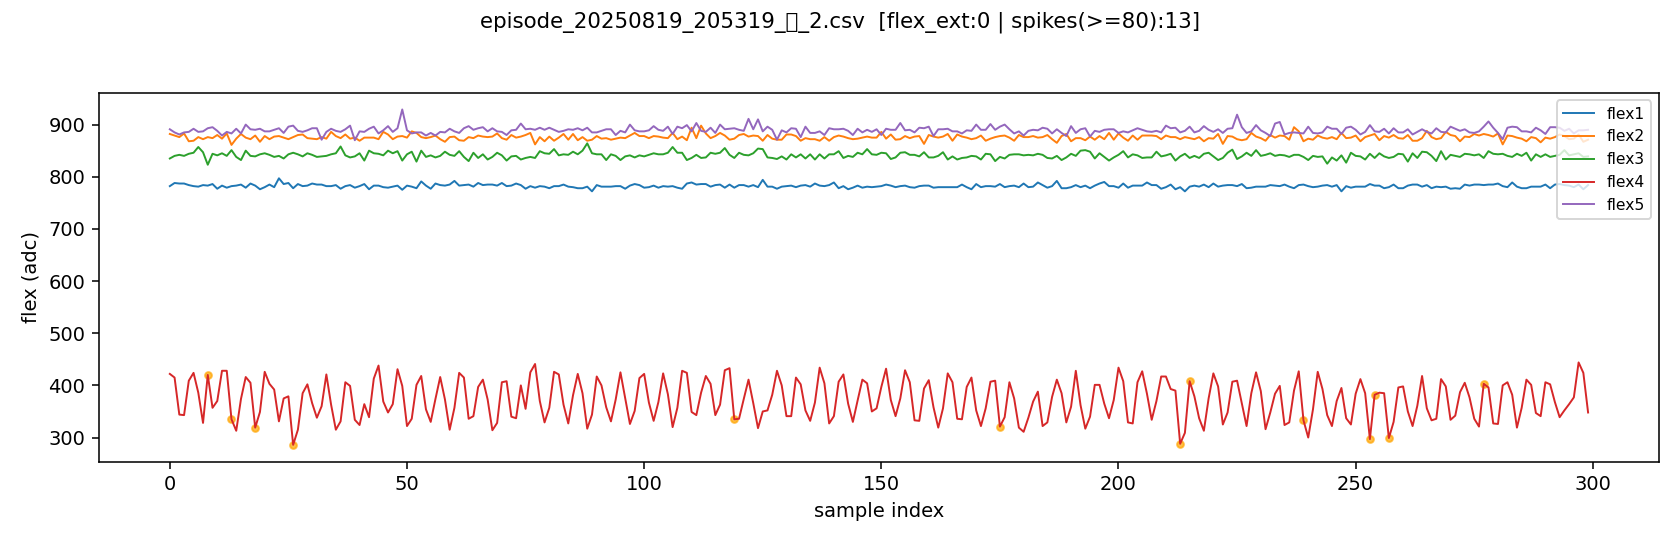 episode_20250819_205319_▯_2.csv [flex_ext:0 | spikes(>=80):13]
flex (adc)
900
800
700
600
500
400
300
0
50
100
150
200
250
300
sample index
flex1
flex2
flex3
flex4
flex5